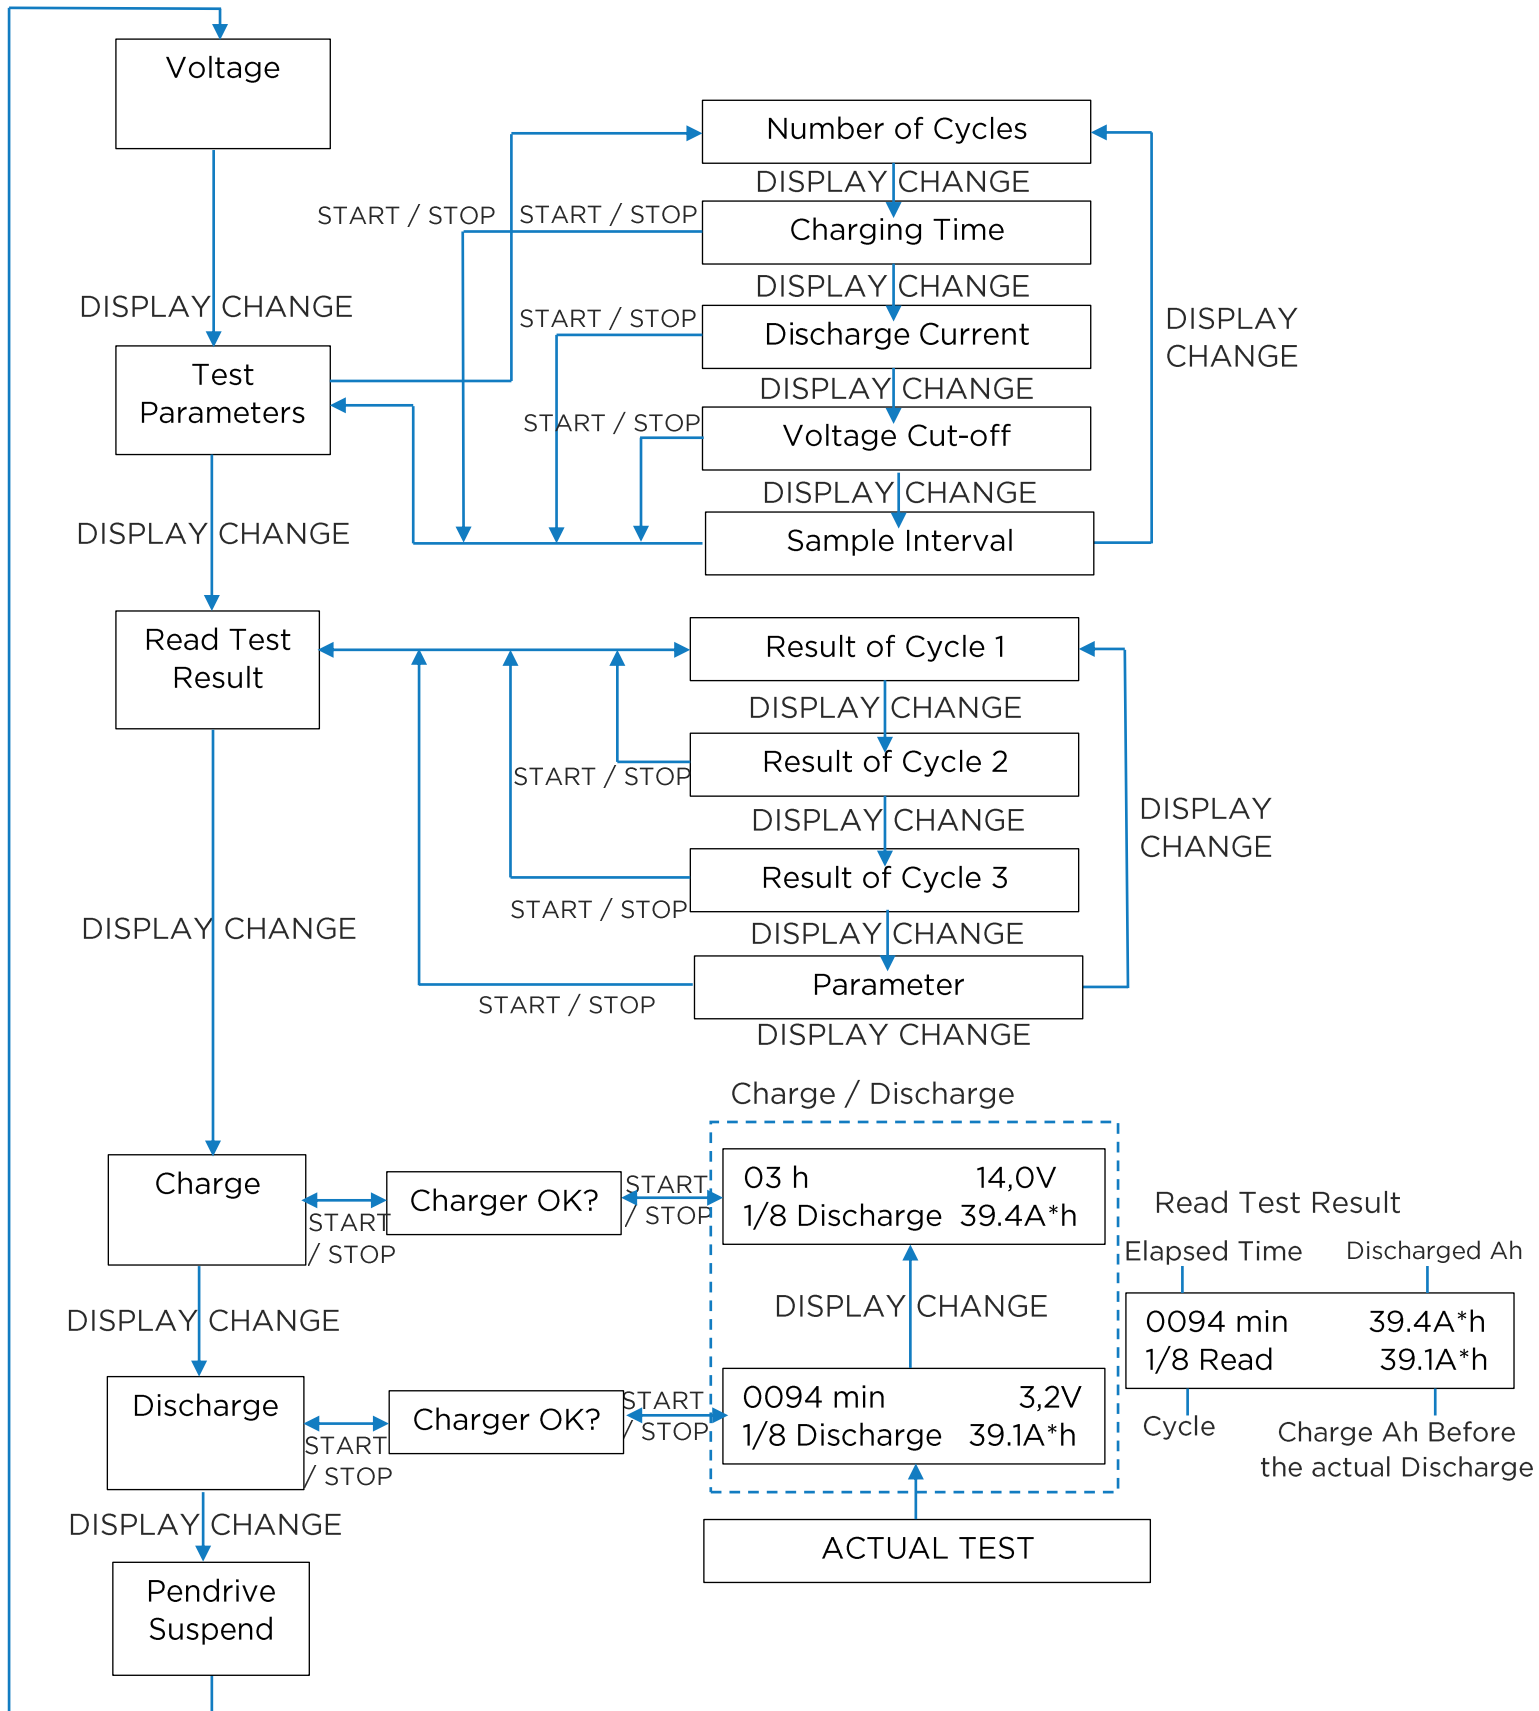 Voltage
Number of Cycles
DISPLAY CHANGE
START / STOP
START / STOP
Charging Time
DISPLAY CHANGE
DISPLAY CHANGE
START / STOP
Discharge Current
DISPLAY
CHANGE
Test
Parameters
DISPLAY CHANGE
START / STOP
Voltage Cut-off
DISPLAY CHANGE
DISPLAY CHANGE
Sample Interval
Read Test
Result
Result of Cycle 1
DISPLAY CHANGE
Result of Cycle 2
START / STOP
DISPLAY CHANGE
DISPLAY
CHANGE
Result of Cycle 3
START / STOP
DISPLAY CHANGE
DISPLAY CHANGE
Parameter
START / STOP
DISPLAY CHANGE
Charge / Discharge
Charge
START
/ STOP
Charger OK?
START
/ STOP
03 h 14,0V
1/8 Discharge 39.4A*h
Read Test Result
Elapsed Time
Discharged Ah
DISPLAY CHANGE
DISPLAY CHANGE
0094 min 39.4A*h
1/8 Read 39.1A*h
Cycle
Charge Ah Before
the actual Discharge
Discharge
START
/ STOP
Charger OK?
START
/ STOP
0094 min 3,2V
1/8 Discharge 39.1A*h
DISPLAY CHANGE
ACTUAL TEST
Pendrive
Suspend